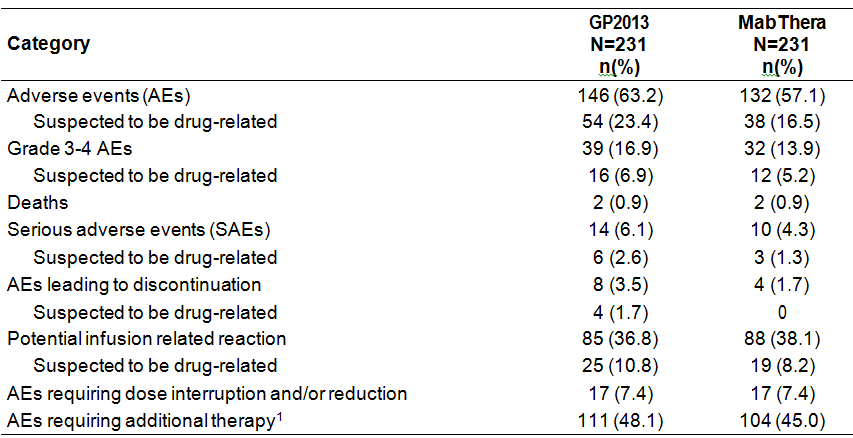 Category GP2013 MabThera
N=231 N=231
n(%) n(%)
Adverse events (AEs) 146 (63.2) 132 (57.1)
Suspected to be drug-related 54 (23.4) 38 (16.5)
Grade 3-4 AEs 39 (16.9) 32 (13.9)
Suspected to be drug-related 16 (6.9) 12 (5.2)
Deaths 2 (0.9) 2 (0.9)
Serious adverse events (SAEs) 14 (6.1) 10 (4.3)
Suspected to be drug-related 6 (2.6) 3 (1.3)
AEs leading to discontinuation 8 (3.5) 4 (1.7)
Suspected to be drug-related 4 (1.7) 0
Potential infusion related reaction 85 (36.8) 88 (38.1)
Suspected to be drug-related 25 (10.8) 19 (8.2)
AEs requiring dose interruption and/or reduction 17 (7.4) 17 (7.4)
AEs requiring additional therapy¹ 111 (48.1) 104 (45.0)